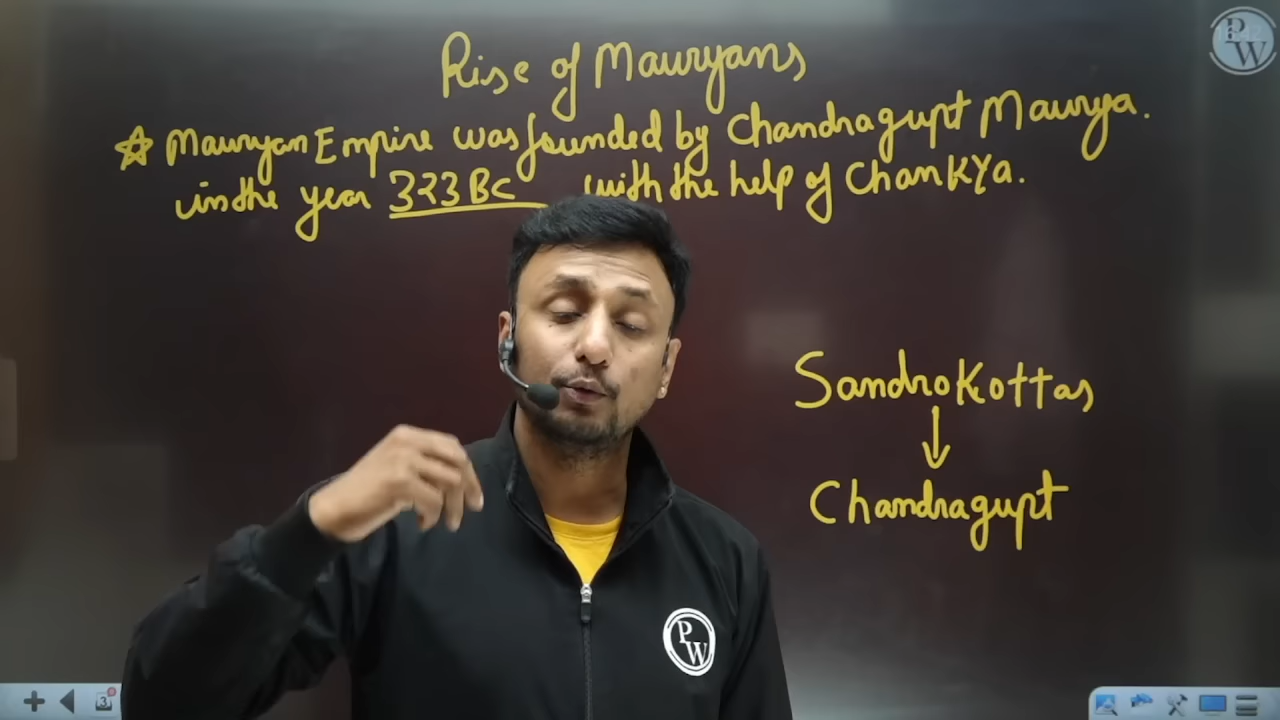 Rise of Mauryans
☆ Mauryan Empire was founded by Chandragupt Maurya.
in the year 323 BC with the help of ChanKYa.
SandroKottas
↓
Chandragupt
PW
PW
3